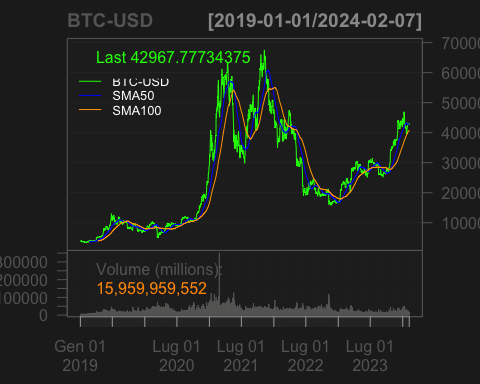 BTC-USD [2019-01-01/2024-02-07]
Last 42967.77734375
BTC-USD
SMA50
SMA100
70000
60000
50000
40000
30000
20000
10000
Volume (millions):
15,959,959,552
300000
200000
100000
0
Gen 01 2019
Lug 01 2020
Lug 01 2021
Lug 01 2022
Lug 01 2023